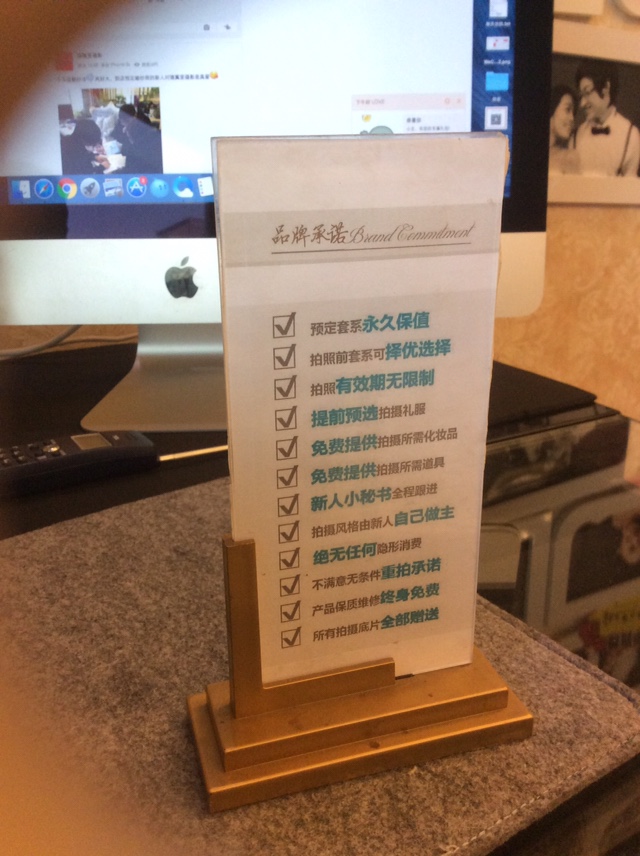 品牌承诺 Brand Commitment
预定套系永久保值
拍照前套系可择优选择
拍照有效期无限制
提前预选拍摄礼服
免费提供拍摄所需化妆品
免费提供拍摄所需道具
新人小秘书全程跟进
拍摄风格由新人自己做主
绝无任何隐形消费
不满意无条件重拍承诺
产品保质维修终身免费
所有拍摄底片全部赠送